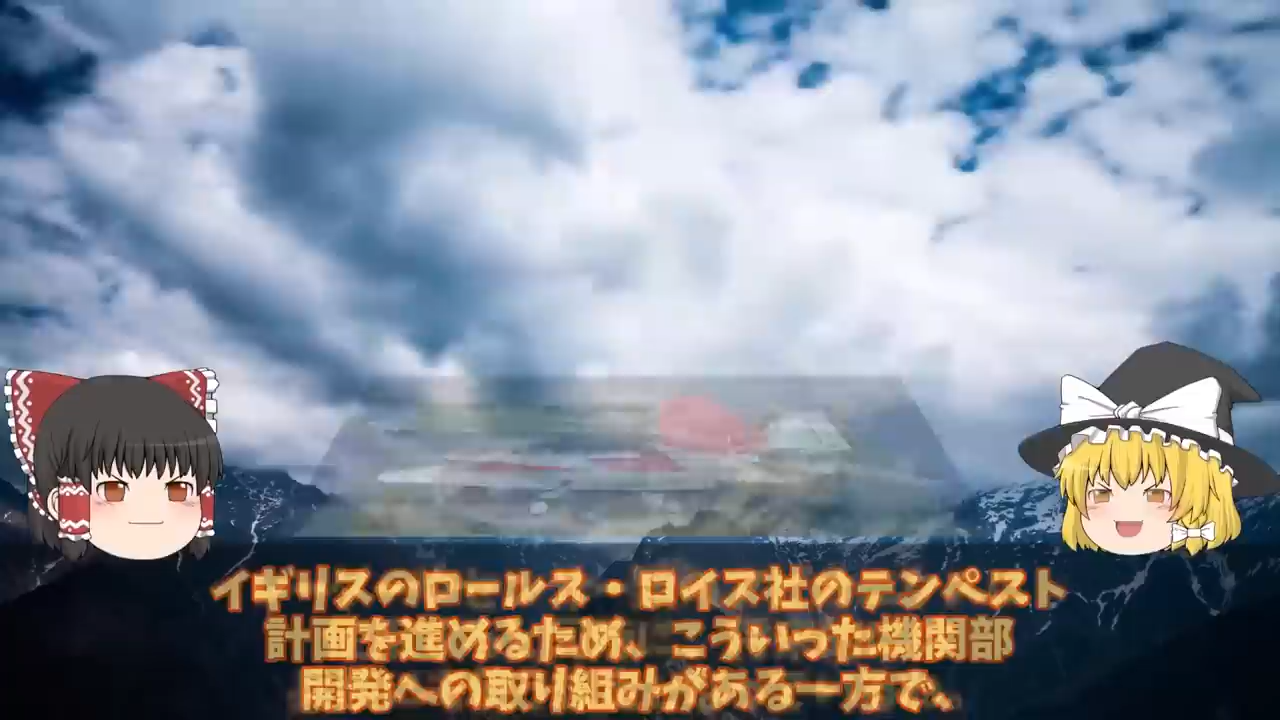 イギリスのロールス・ロイス社のテンペスト
計画を進めるため、こういった機関部
開発への取り組みがある一方で、